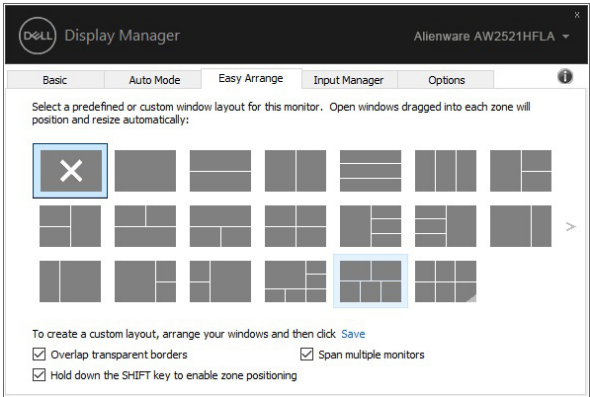 x
DELL Display Manager Alienware AW2521HFLA
Basic Auto Mode Easy Arrange Input Manager Options i
Select a predefined or custom window layout for this monitor. Open windows dragged into each zone will
position and resize automatically:
>
To create a custom layout, arrange your windows and then click Save
Overlap transparent borders Span multiple monitors
Hold down the SHIFT key to enable zone positioning